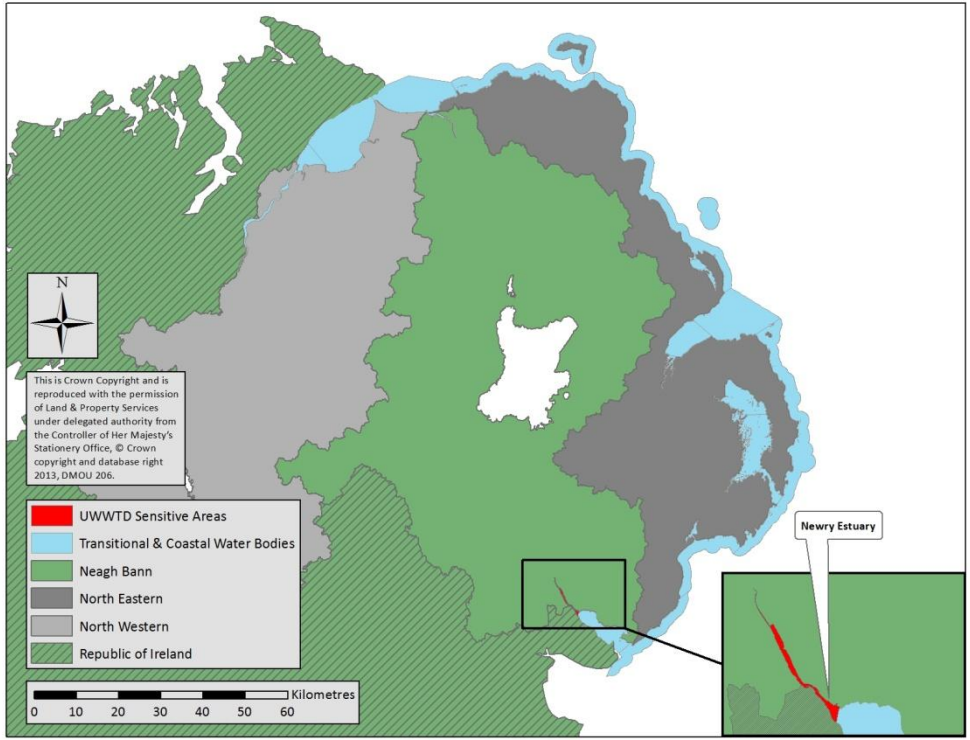 N
This is Crown Copyright and is
reproduced with the permission
of Land & Property Services
under delegated authority from
the Controller of Her Majesty's
Stationery Office, © Crown
copyright and database right
2013, DMOU 206.
UWWTD Sensitive Areas
Transitional & Coastal Water Bodies
Neagh Bann
North Eastern
North Western
Republic of Ireland
Kilometres
0 10 20 30 40 50 60
Newry Estuary